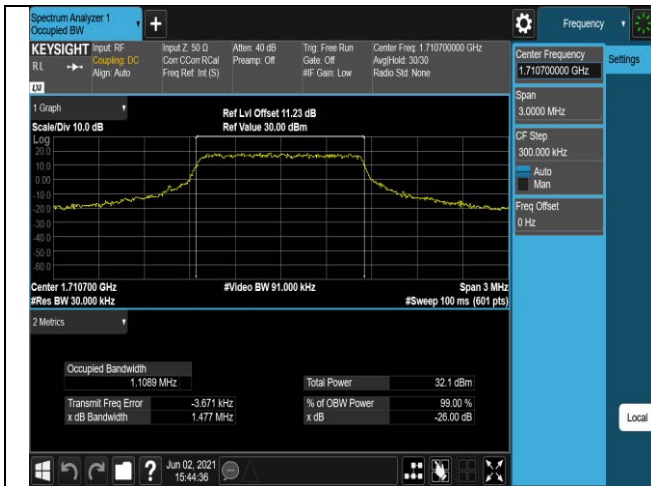 Spectrum Analyzer 1
Occupied BW
+
Frequency
KEYSIGHT
RL
LXI
Input: RF
Coupling: DC
Align: Auto
Input Z: 50 Ω
Corr CCorr RCal
Freq Ref: Int (S)
Atten: 40 dB
Preamp: Off
Trig: Free Run
Gate: Off
#IF Gain: Low
Center Freq: 1.710700000 GHz
Avg|Hold: 30/30
Radio Std: None
Center Frequency
1.710700000 GHz
Settings
Span
3.0000 MHz
CF Step
300.000 kHz
Auto
Man
Freq Offset
0 Hz
Local
1 Graph
Scale/Div 10.0 dB
Ref Lvl Offset 11.23 dB
Ref Value 30.00 dBm
Log
20.0
10.0
0.00
-10.0
-20.0
-30.0
-40.0
-50.0
-60.0
Center 1.710700 GHz
#Video BW 91.000 kHz
Span 3 MHz
#Res BW 30.000 kHz
#Sweep 100 ms (601 pts)
2 Metrics
Occupied Bandwidth
1.1089 MHz
Total Power 32.1 dBm
Transmit Freq Error -3.671 kHz
% of OBW Power 99.00 %
x dB Bandwidth 1.477 MHz
x dB -26.00 dB
?
Jun 02, 2021
15:44:36